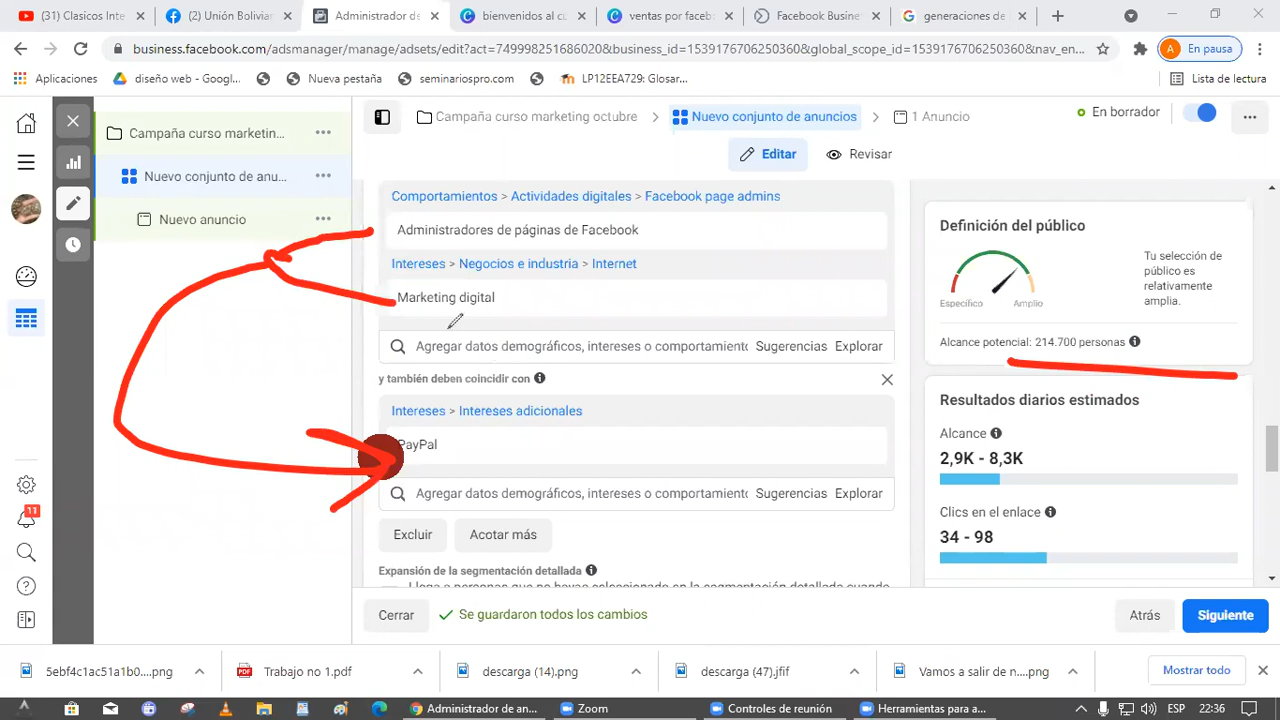 (31) Clasicos Inte
(2) Unión Boliviar
Administrador de
bienvenidos al ci
ventas por faceb
Facebook Busine
generaciones de
business.facebook.com/adsmanager/manage/adsets/edit?act=749998251686020&business_id=1539176706250360&global_scope_id=1539176706250360&nav_en...
A En pausa
Aplicaciones
diseño web - Googl...
Nueva pestaña
seminariospro.com
LP12EEA729: Glosar...
Lista de lectura
Campaña curso marketing octubre > Nuevo conjunto de anuncios > 1 Anuncio
En borrador
Campaña curso marketin...
Nuevo conjunto de anu...
Nuevo anuncio
Editar
Revisar
Comportamientos > Actividades digitales > Facebook page admins
Administradores de páginas de Facebook
Intereses > Negocios e industria > Internet
Marketing digital
Agregar datos demográficos, intereses o comportamiento
Sugerencias
Explorar
y también deben coincidir con
Intereses > Intereses adicionales
PayPal
Agregar datos demográficos, intereses o comportamiento
Sugerencias
Explorar
Excluir
Acotar más
Expansión de la segmentación detallada
Definición del público
Específico
Amplio
Tu selección de
público es
relativamente
amplia.
Alcance potencial: 214.700 personas
Resultados diarios estimados
Alcance
2,9K - 8,3K
Clics en el enlace
34 - 98
11
Cerrar
Se guardaron todos los cambios
Atrás
Siguiente
5ebf4c1ac51a1b0....png
Trabajo no 1.pdf
descarga (14).png
descarga (47).jfif
Vamos a salir de n....png
Mostrar todo
Administrador de an...
Zoom
Controles de reunión
Herramientas para a...
ESP
22:36